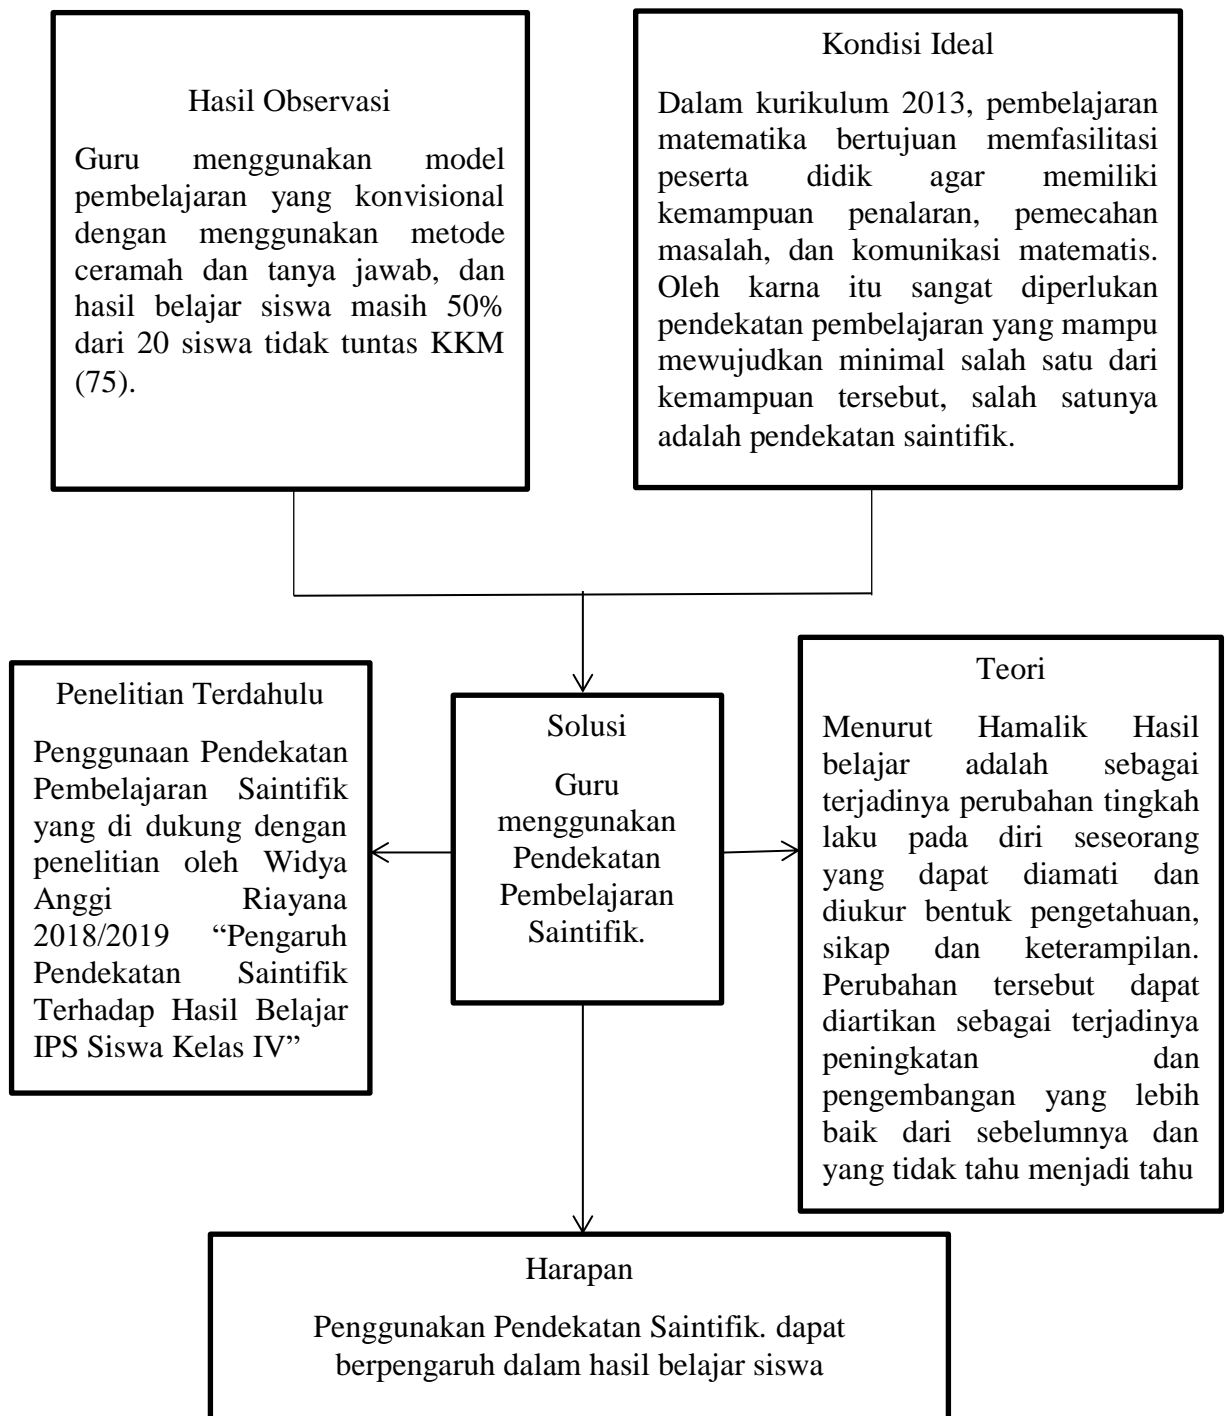 Hasil Observasi
Guru menggunakan model
pembelajaran yang konvisional
dengan menggunakan metode
ceramah dan tanya jawab, dan
hasil belajar siswa masih 50%
dari 20 siswa tidak tuntas KKM
(75).
Kondisi Ideal
Dalam kurikulum 2013, pembelajaran
matematika bertujuan memfasilitasi
peserta didik agar memiliki
kemampuan penalaran, pemecahan
masalah, dan komunikasi matematis.
Oleh karna itu sangat diperlukan
pendekatan pembelajaran yang mampu
mewujudkan minimal salah satu dari
kemampuan tersebut, salah satunya
adalah pendekatan saintifik.
Penelitian Terdahulu
Penggunaan Pendekatan
Pembelajaran Saintifik
yang di dukung dengan
penelitian oleh Widya
Anggi Riayana
2018/2019 “Pengaruh
Pendekatan Saintifik
Terhadap Hasil Belajar
IPS Siswa Kelas IV”
Solusi
Guru
menggunakan
Pendekatan
Pembelajaran
Saintifik.
Teori
Menurut Hamalik Hasil
belajar adalah sebagai
terjadinya perubahan tingkah
laku pada diri seseorang
yang dapat diamati dan
diukur bentuk pengetahuan,
sikap dan keterampilan.
Perubahan tersebut dapat
diartikan sebagai terjadinya
peningkatan dan
pengembangan yang lebih
baik dari sebelumnya dan
yang tidak tahu menjadi tahu
Harapan
Penggunakan Pendekatan Saintifik. dapat
berpengaruh dalam hasil belajar siswa